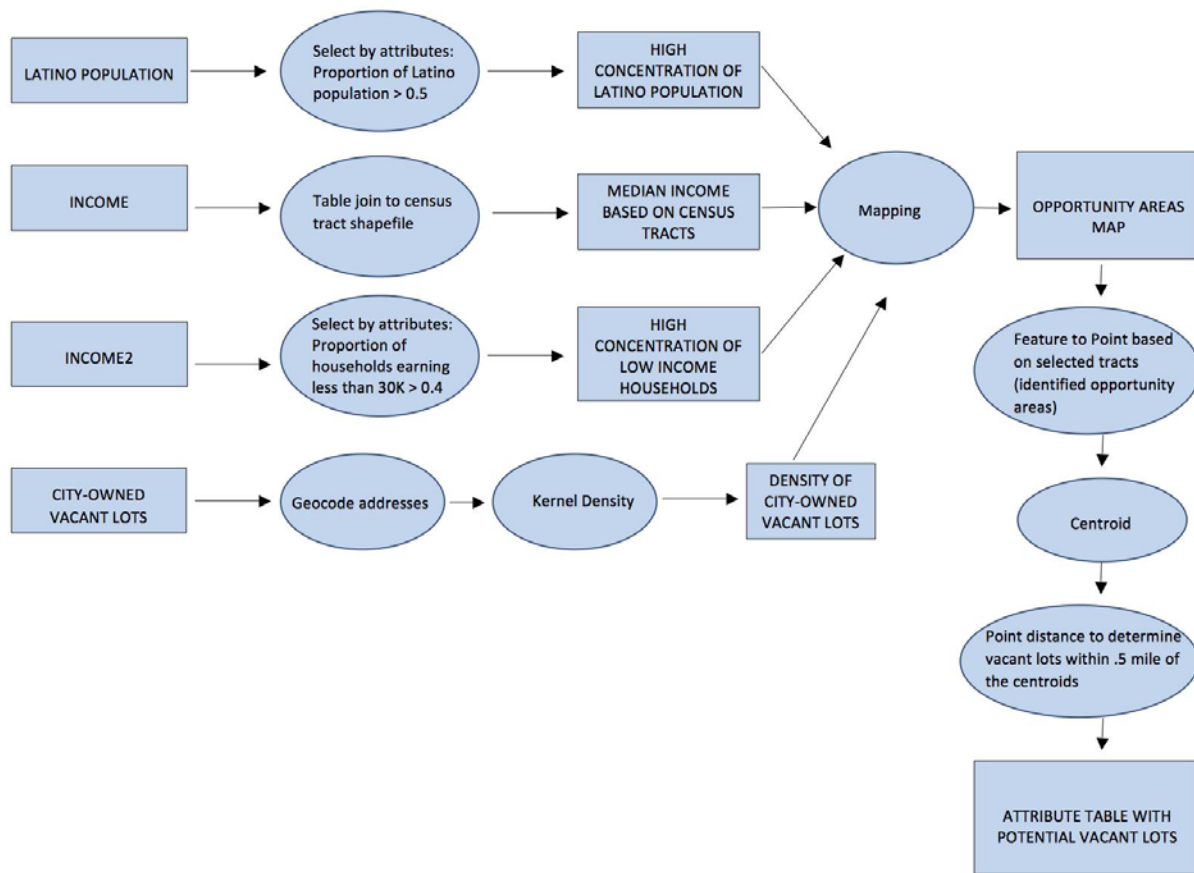 LATINO POPULATION
Select by attributes:
Proportion of Latino
population > 0.5
HIGH
CONCENTRATION OF
LATINO POPULATION
INCOME
Table join to census
tract shapefile
MEDIAN INCOME
BASED ON CENSUS
TRACTS
Mapping
OPPORTUNITY AREAS
MAP
INCOME2
Select by attributes:
Proportion of
households earning
less than 30K > 0.4
HIGH
CONCENTRATION OF
LOW INCOME
HOUSEHOLDS
Feature to Point based
on selected tracts
(identified opportunity
areas)
CITY-OWNED
VACANT LOTS
Geocode addresses
Kernel Density
DENSITY OF
CITY-OWNED
VACANT LOTS
Centroid
Point distance to determine
vacant lots within .5 mile of
the centroids
ATTRIBUTE TABLE WITH
POTENTIAL VACANT LOTS